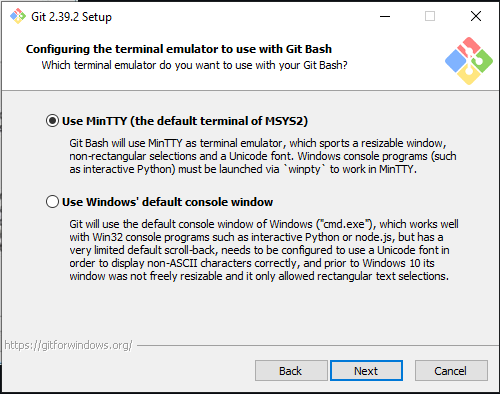 Git 2.39.2 Setup
Configuring the terminal emulator to use with Git Bash
Which terminal emulator do you want to use with your Git Bash?
Use MinTTY (the default terminal of MSYS2)
Git Bash will use MinTTY as terminal emulator, which sports a resizable window,
non-rectangular selections and a Unicode font. Windows console programs (such
as interactive Python) must be launched via `winpty` to work in MinTTY.
Use Windows' default console window
Git will use the default console window of Windows ("cmd.exe"), which works well
with Win32 console programs such as interactive Python or node.js, but has a
very limited default scroll-back, needs to be configured to use a Unicode font in
order to display non-ASCII characters correctly, and prior to Windows 10 its
window was not freely resizable and it only allowed rectangular text selections.
https://gitforwindows.org/
Back
Next
Cancel